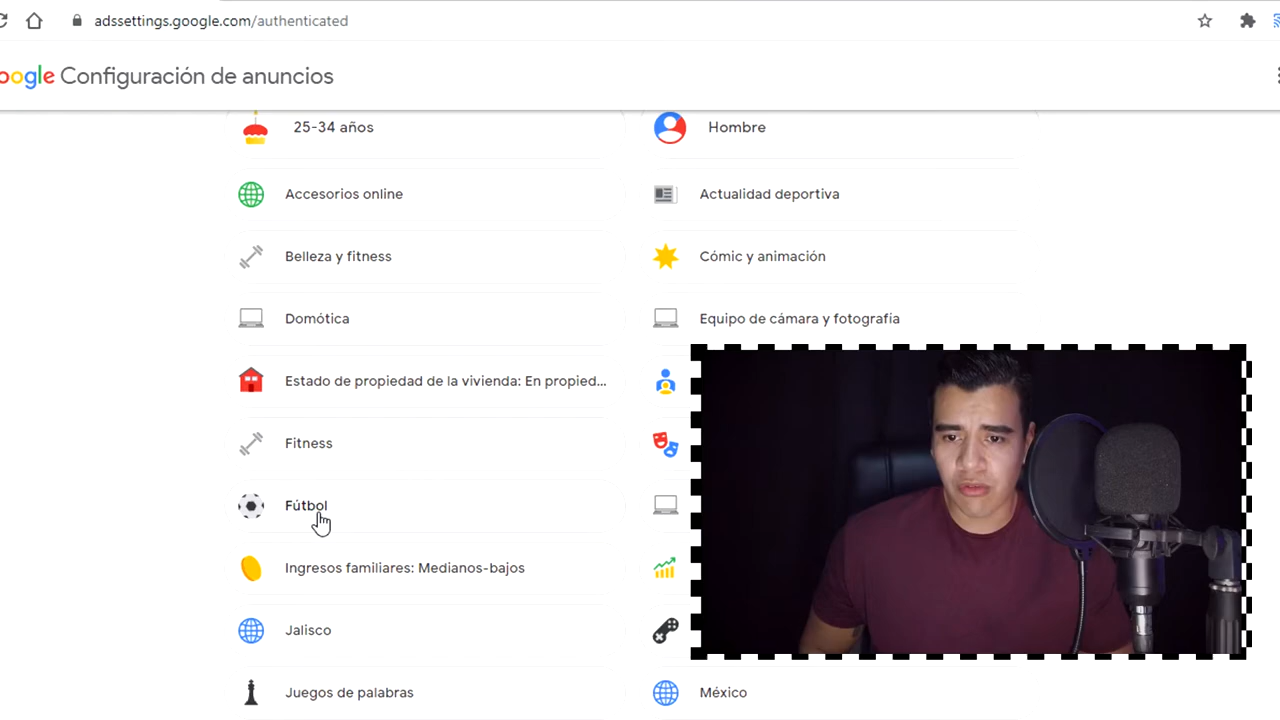 adssettings.google.com/authenticated
oogle Configuración de anuncios
25-34 años
Hombre
Accesorios online
Actualidad deportiva
Belleza y fitness
Cómic y animación
Domótica
Equipo de cámara y fotografía
Estado de propiedad de la vivienda: En propied...
Fitness
Fútbol
Ingresos familiares: Medianos-bajos
Jalisco
Juegos de palabras
México